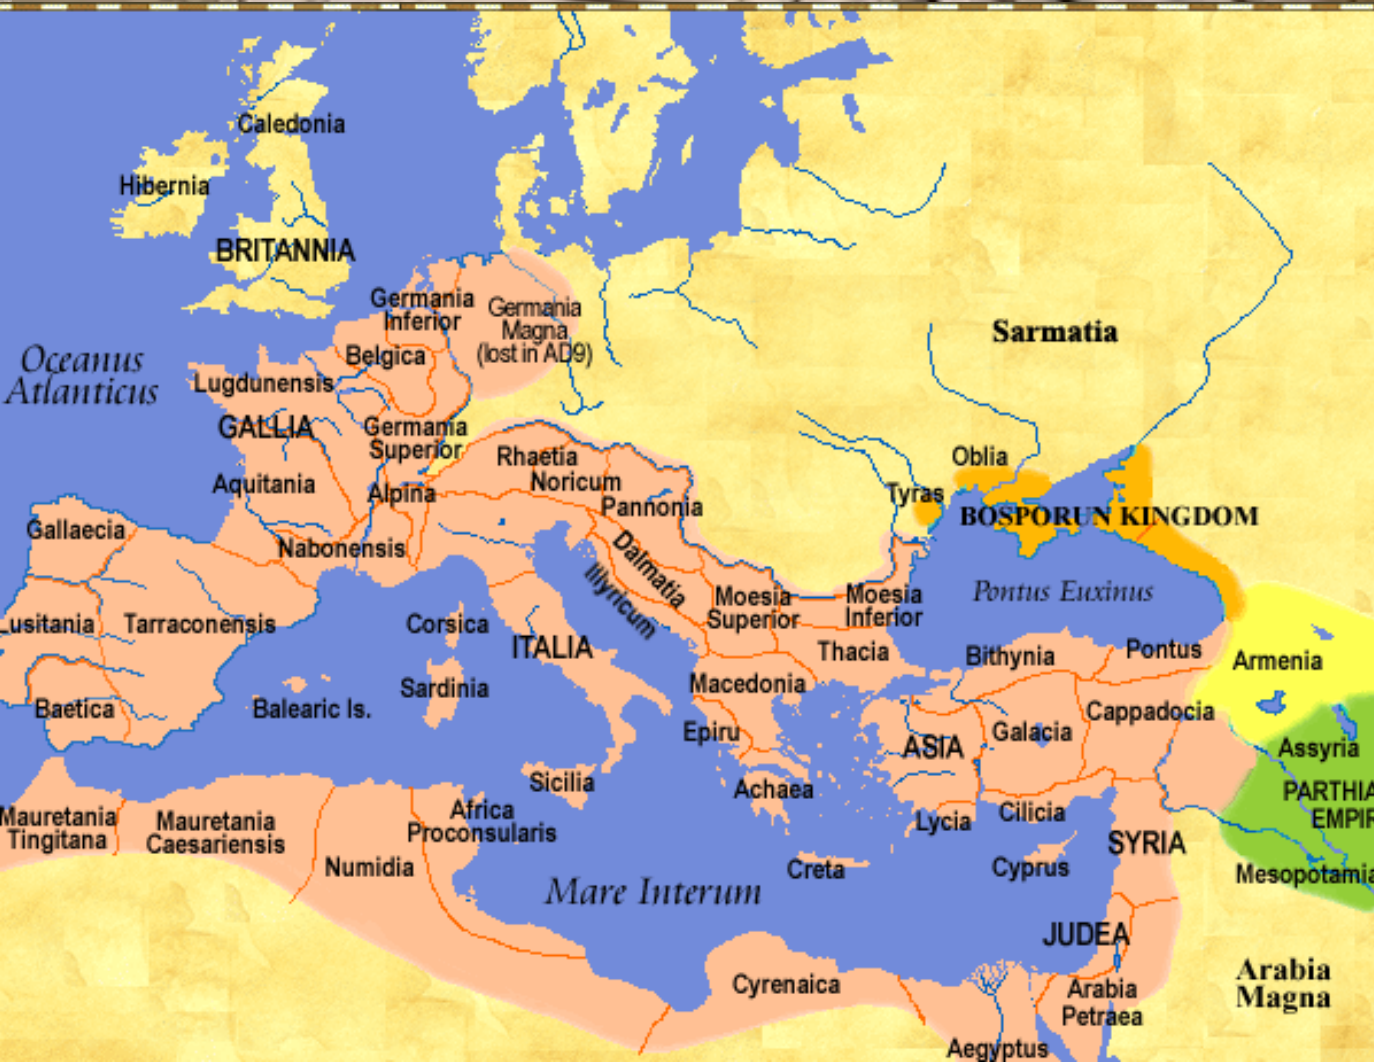 Caledonia
Hibernia
BRITANNIA
Germania
Inferior
Germania
Magna
(lost in AD9)
Belgica
Oceanus
Atlanticus
Lugdunensis
GALLIA
Germania
Superior
Sarmatia
Rhaetia
Noricum
Oblia
Aquitania
Alpina
Pannonia
Tyras
BOSPORUN KINGDOM
Gallaecia
Nabonensis
Dalmatia
Illyricum
Moesia
Superior
Moesia
Inferior
Pontus Euxinus
Lusitania
Tarraconensis
Corsica
ITALIA
Thacia
Bithynia
Pontus
Armenia
Sardinia
Macedonia
Baetica
Balearic Is.
Epiru
ASIA
Galacia
Cappadocia
Assyria
Sicilia
Achaea
PARTHIA
EMPIR
Mauretania
Tingitana
Mauretania
Caesariensis
Africa
Proconsularis
Lycia
Cilicia
SYRIA
Numidia
Creta
Cyprus
Mesopotamia
Mare Interum
JUDEA
Cyrenaica
Arabia
Petraea
Arabia
Magna
Aegyptus